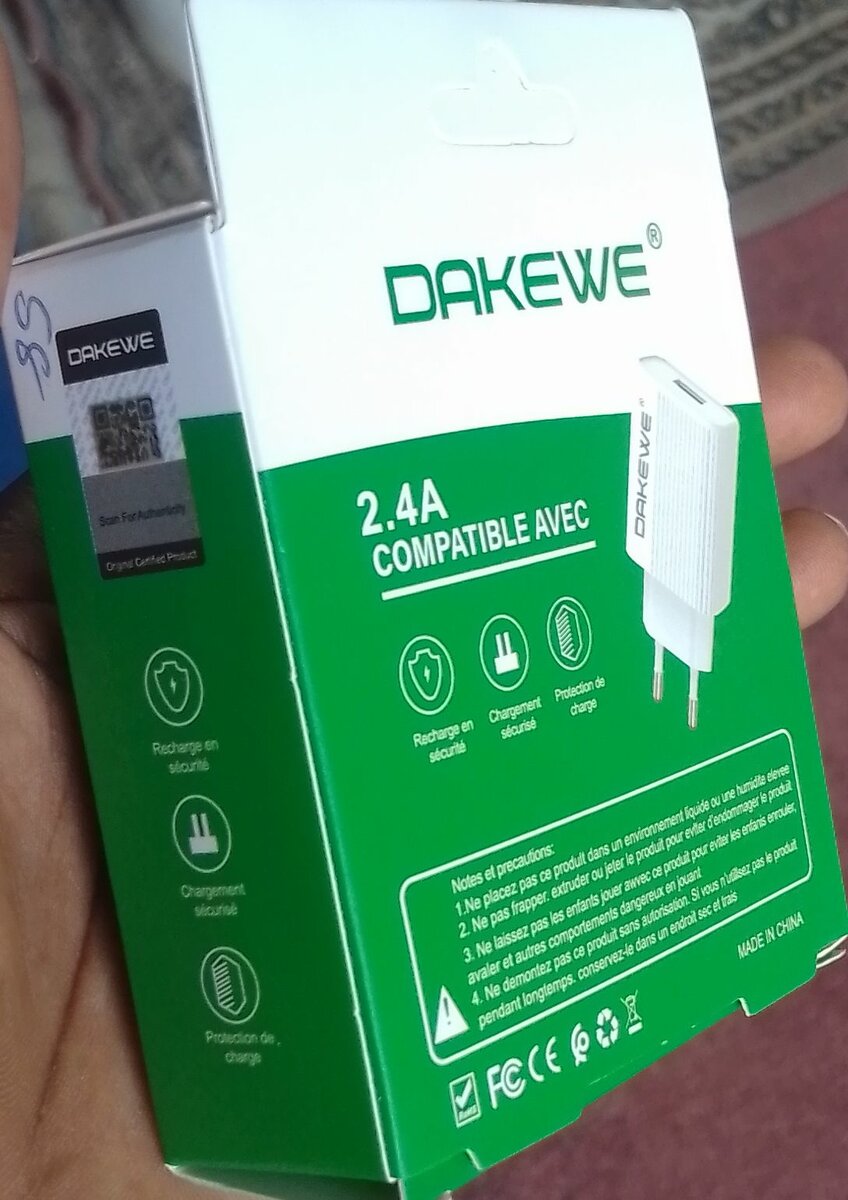 DAKEWE®
2.4A
COMPATIBLE AVEC
DAKEWE®
Recharge en
sécurité
Chargement
sécurisé
Protection de
charge
Notes et precautions:
1.Ne placez pas ce produit dans un environnement liquide ou une humidite elevee
2. Ne pas frapper. extruder ou jeter le produit pour eviter d'endommager le produit
3. Ne laissez pas les enfants jouer awvec ce produit pour eviter les enfants enrouler,
avaler et autres comportements dangereux en jouant
4. Ne demontez pas ce produit sans autorisation. Si vous n'utilisez pas le produit
pendant longtemps. conservez-le dans un endroit sec et frais
MADE IN CHINA
RoHS
FC CE
DAKEWE
Scan For Authenticity
Original Certified Product
Recharge en
sécurité
Chargement
sécurisé
Protection de
charge